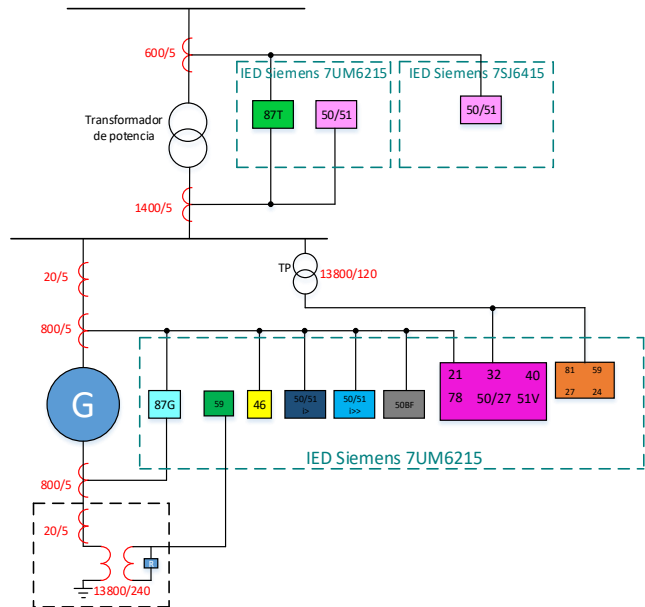 600/5
IED Siemens 7UM6215
IED Siemens 7SJ6415
87T
50/51
50/51
Transformador
de potencia
1400/5
TP
13800/120
20/5
800/5
G
87G
59
46
50/51
I>
50/51
I>>
50BF
21 32 40
78 50/27 51V
81 59
27 24
IED Siemens 7UM6215
800/5
20/5
R
13800/240